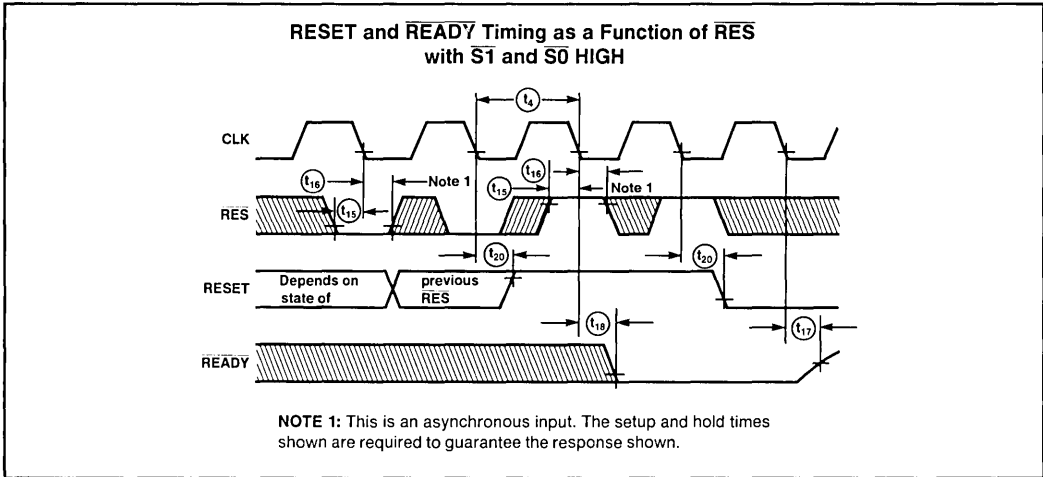 RESET and READY Timing as a Function of RES
with S1 and S0 HIGH
t4
CLK
t16
Note 1
t16
t15
Note 1
t15
RES
t20
t20
RESET
Depends on
state of
previous
RES
t18
t17
READY
NOTE 1: This is an asynchronous input. The setup and hold times
shown are required to guarantee the response shown.